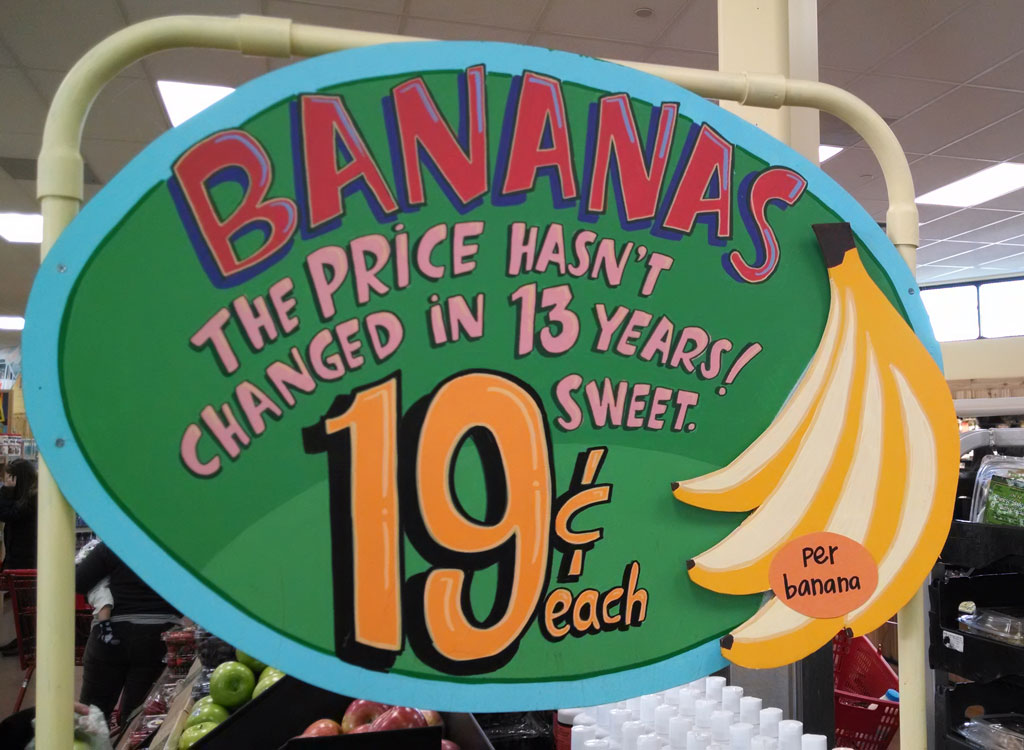 BANANAS
THE PRiCE HASN'T
CHANGED iN 13 YEARS!
SWEET.
19¢
each
per
banana